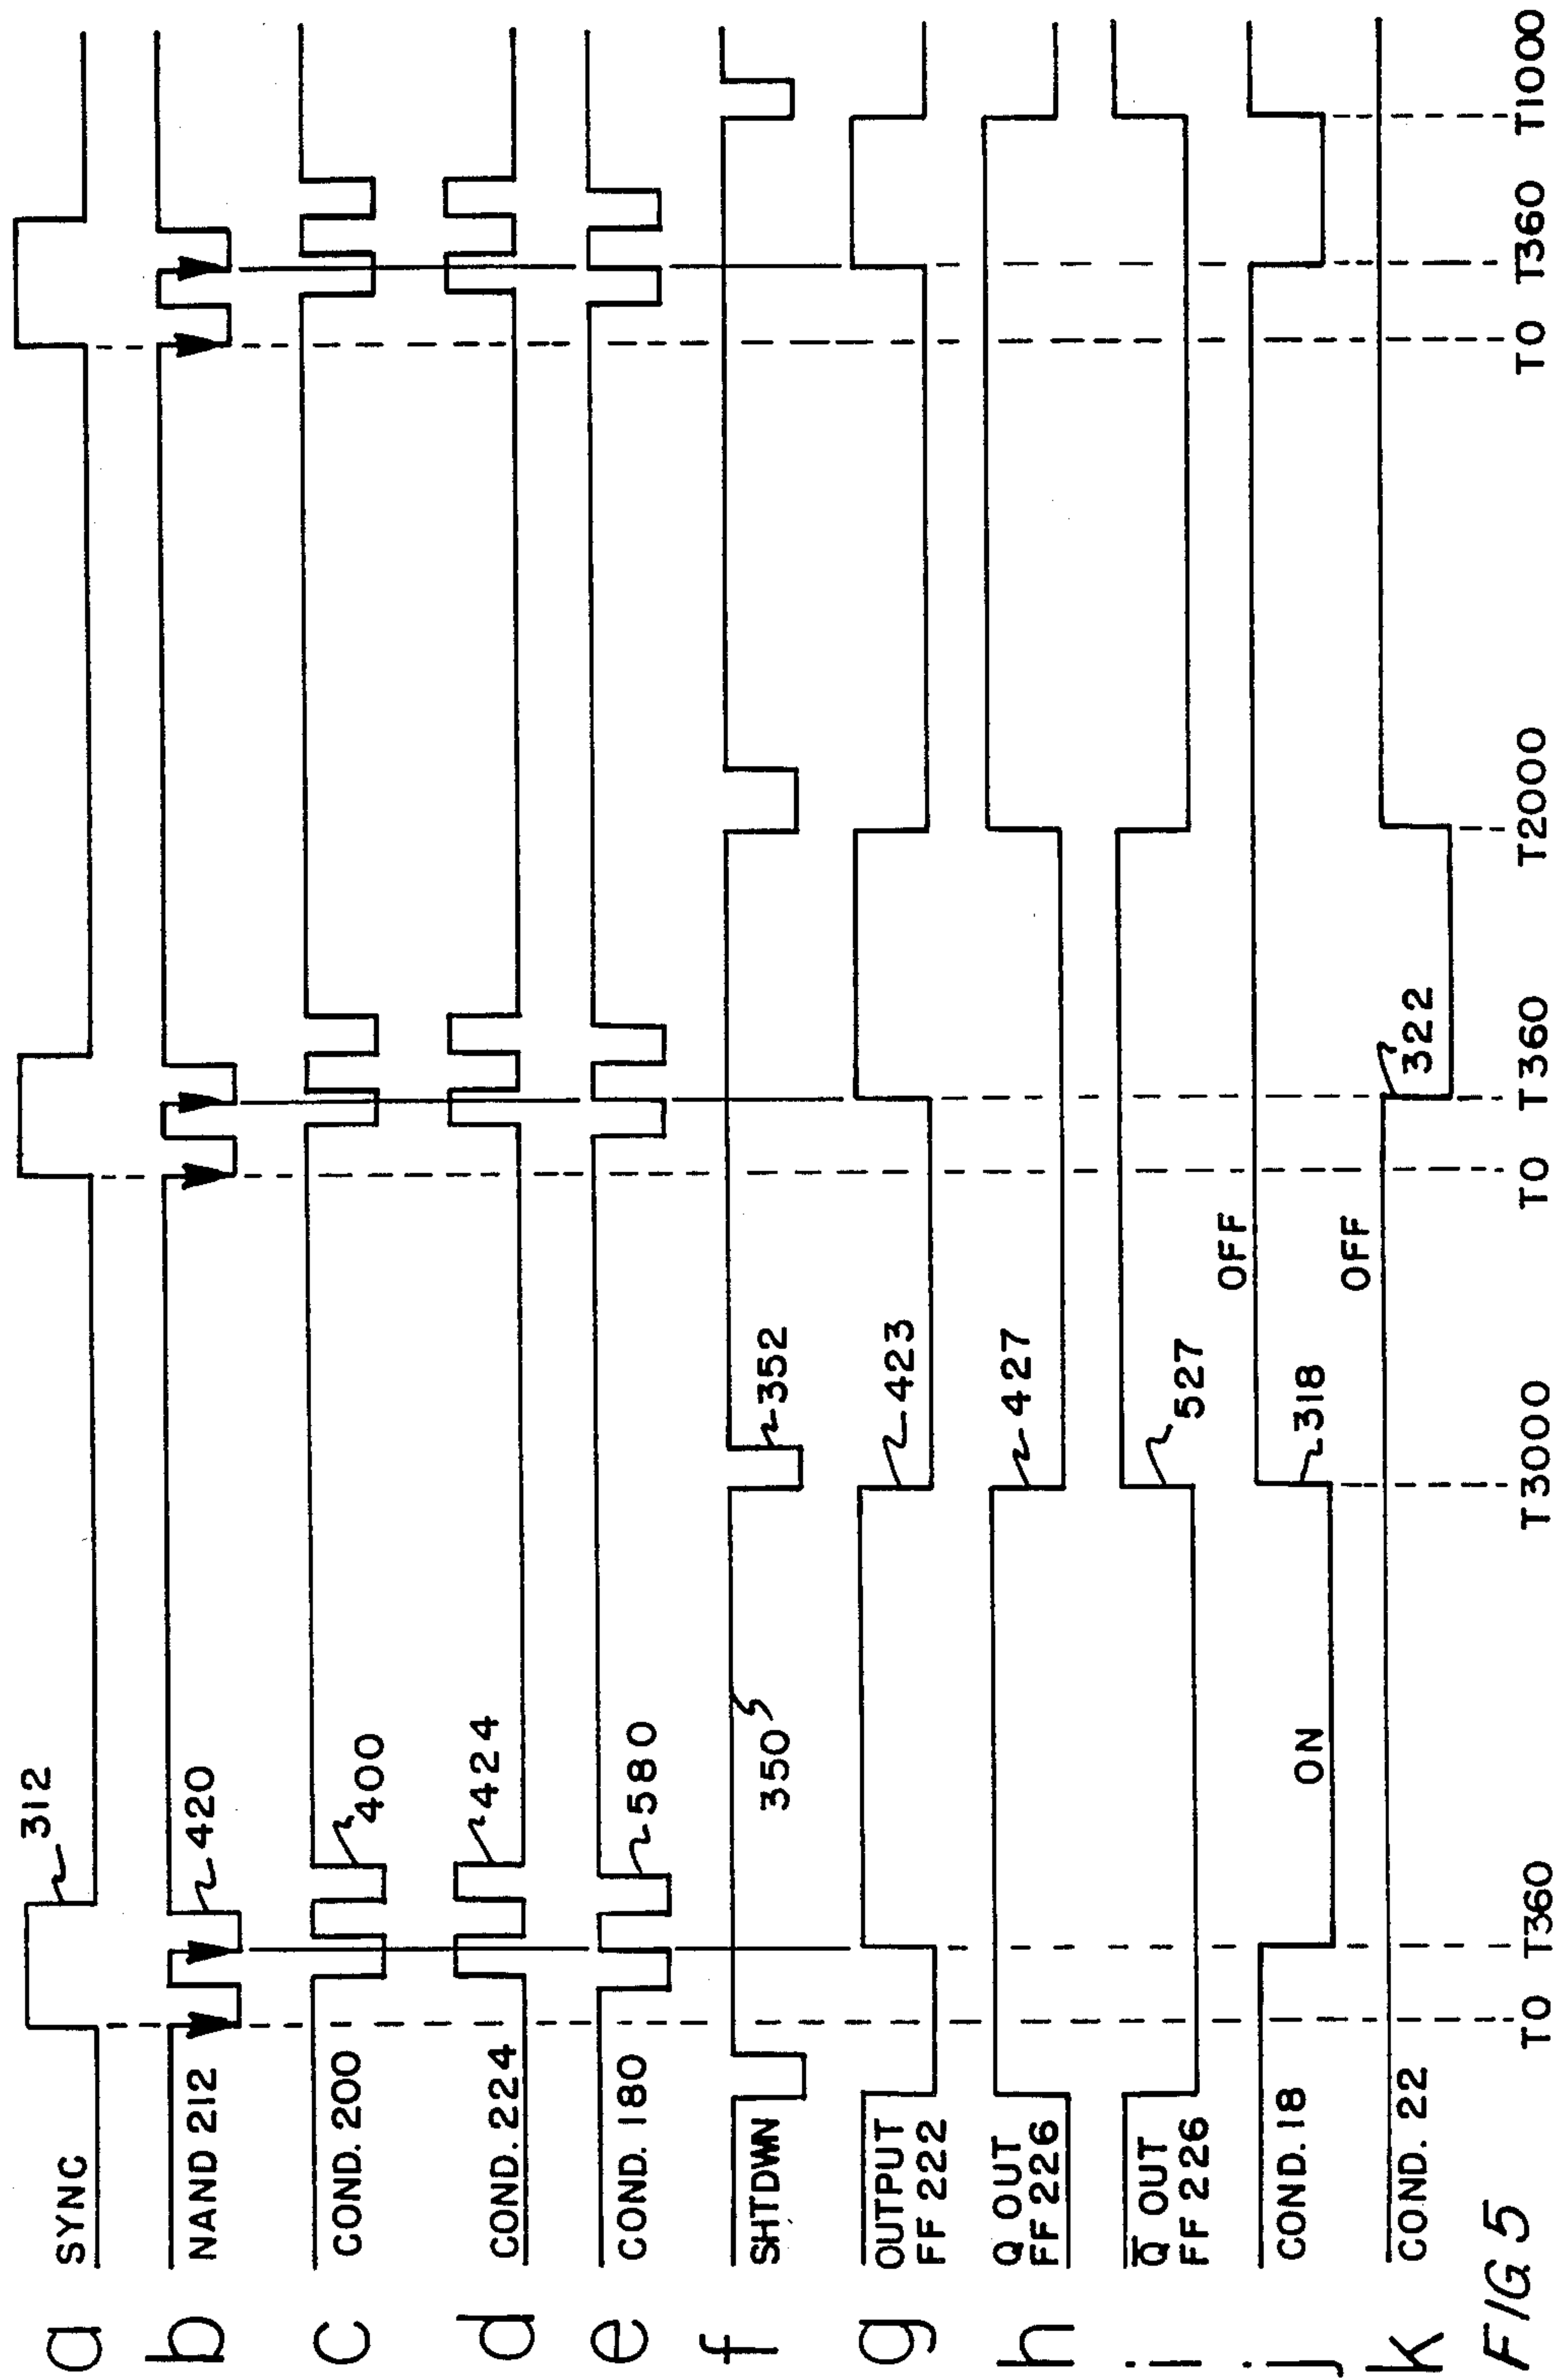 a SYNC 312
b NAND 212 420
c COND. 200 400
d COND. 224 424
e COND. 180 580
f SHTDWN 350 352
g OUTPUT
FF 222 423
h Q OUT
FF 226 427
i Q̅ OUT
FF 226 527
j COND. 18 ON 318 OFF
k COND. 22 OFF 322
T0 T360 T3000 T0 T360 T2000 T0 T360 T1000
FIG 5